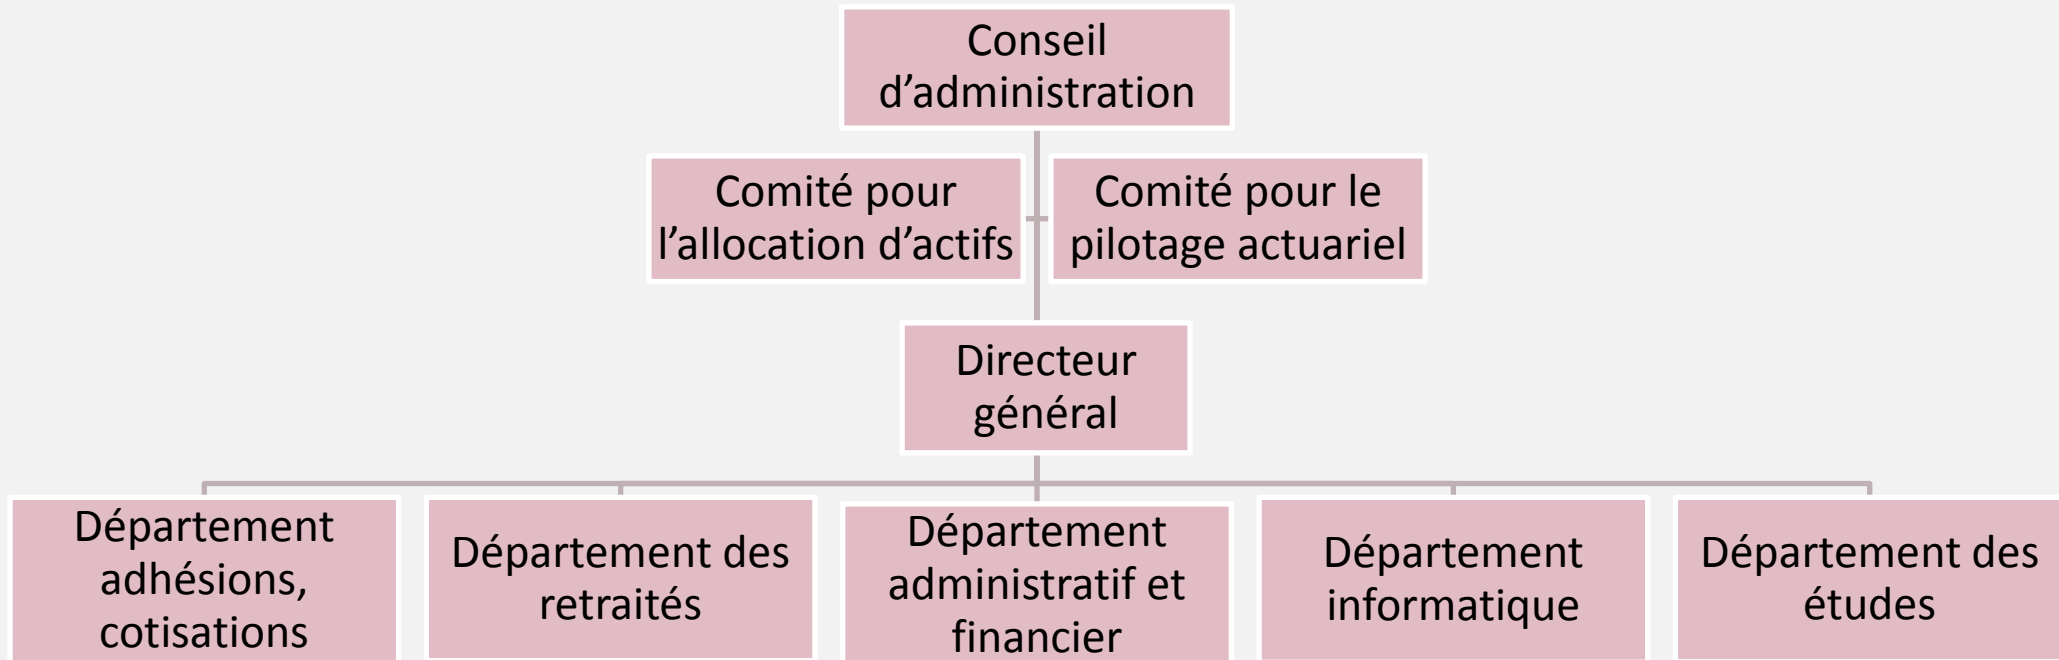 Conseil
d’administration
Comité pour
l’allocation d’actifs
Comité pour le
pilotage actuariel
Directeur
général
Département
adhésions,
cotisations
Département des
retraités
Département
administratif et
financier
Département
informatique
Département des
études